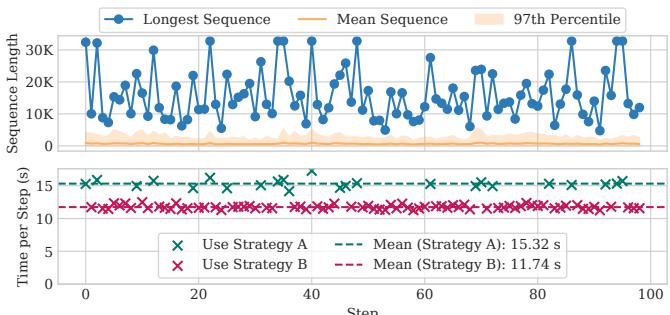 Longest Sequence Mean Sequence 97th Percentile
Sequence Length
30K
20K
10K
0
Time per Step (s)
15
10
5
0
Use Strategy A Mean (Strategy A): 15.32 s
Use Strategy B Mean (Strategy B): 11.74 s
0 20 40 60 80 100
Step